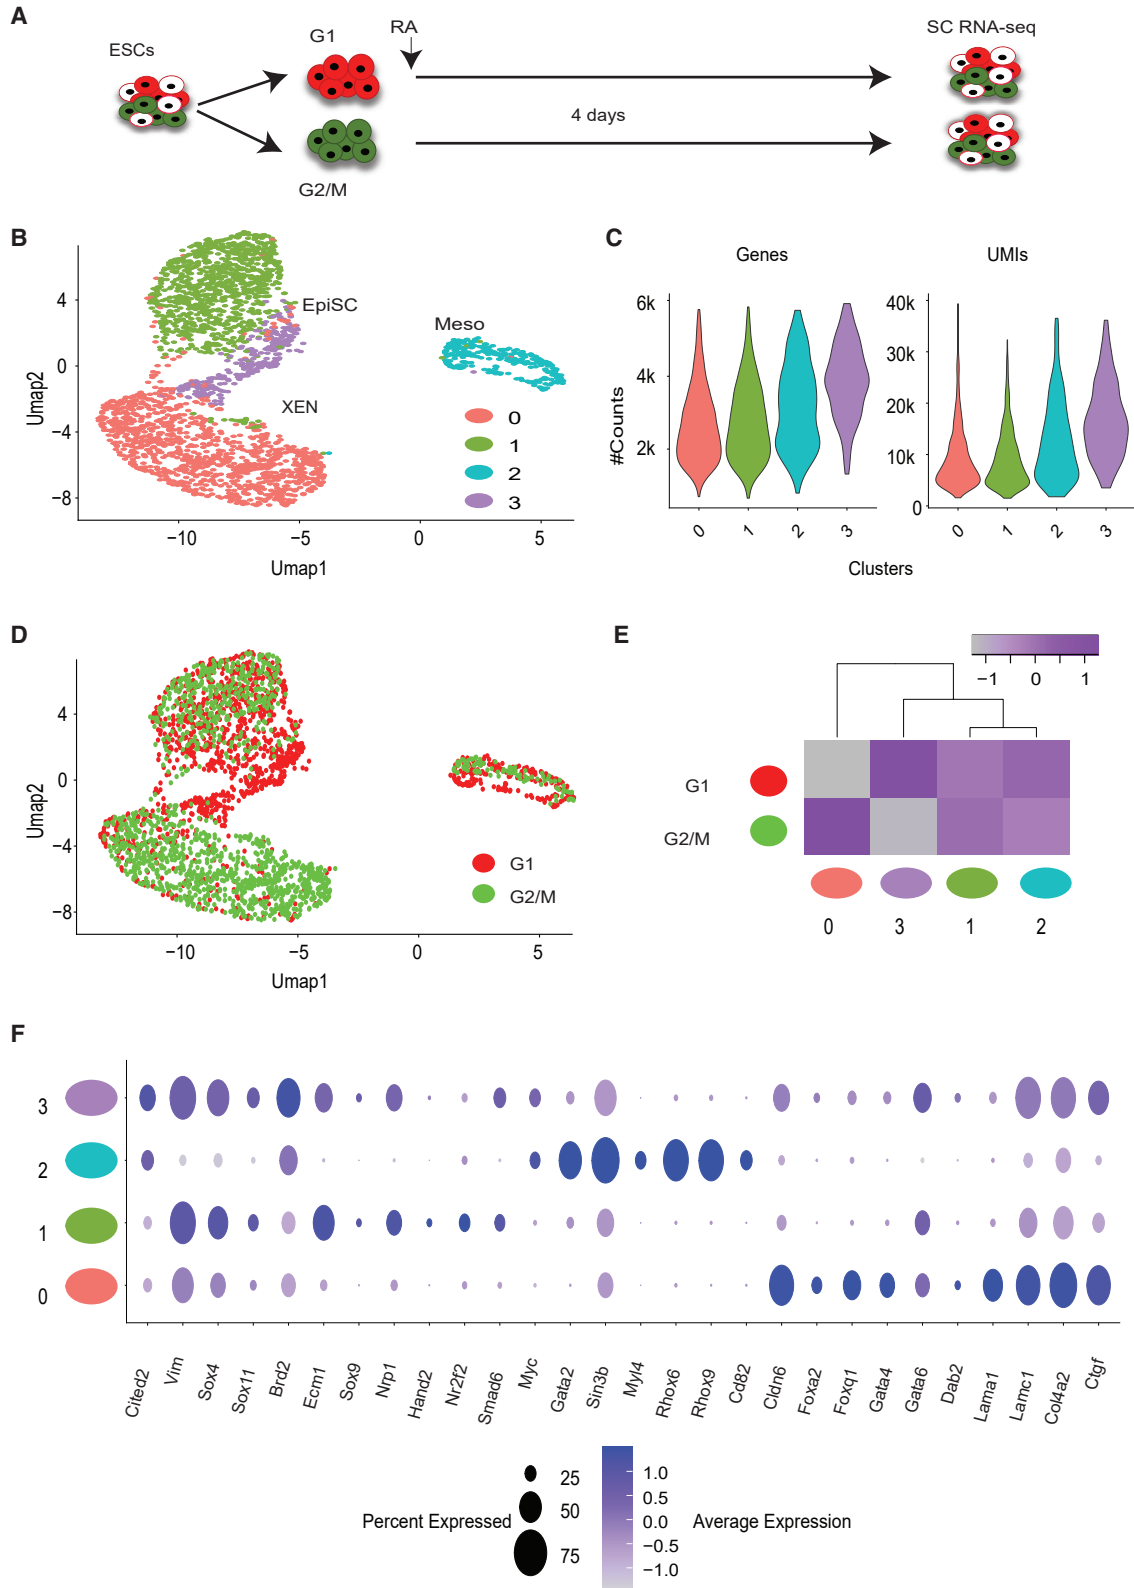 A
ESCs
G1
RA
SC RNA-seq
4 days
G2/M
B
4
0
−4
−8
Umap2
EpiSC
Meso
XEN
0
1
2
3
−10
−5
0
5
Umap1
C
Genes
UMIs
6k
4k
2k
#Counts
40k
30k
20k
10k
0
0 1 2 3
0 1 2 3
Clusters
D
4
0
−4
−8
Umap2
G1
G2/M
−10
−5
0
5
Umap1
E
−1 0 1
G1
G2/M
0 3 1 2
F
3
2
1
0
Cited2
Vim
Sox4
Sox11
Brd2
Ecm1
Sox9
Nrp1
Hand2
Nr2f2
Smad6
Myc
Gata2
Sin3b
Myl4
Rhox6
Rhox9
Cd82
Cldn6
Foxa2
Foxq1
Gata4
Gata6
Dab2
Lama1
Lamc1
Col4a2
Ctgf
Percent Expressed
25
50
75
1.0
0.5
0.0
−0.5
−1.0
Average Expression